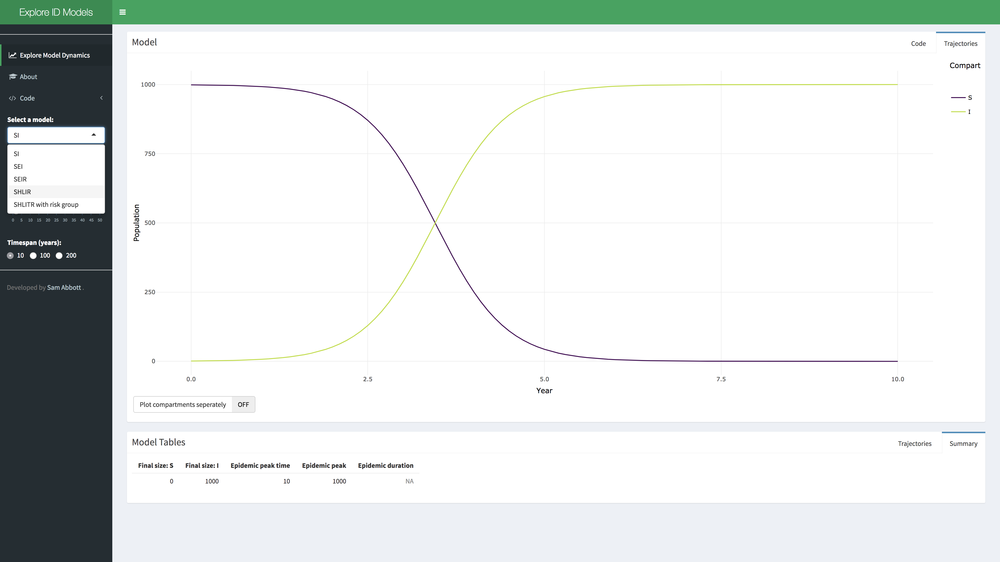 Explore ID Models
Explore Model Dynamics
About
Code
Select a model:
SI
SI
SEI
SEIR
SHLIR
SHLITR with risk group
0 5 10 15 20 25 30 35 40 45 50
Timespan (years):
10 100 200
Developed by Sam Abbott .
Model
Code Trajectories
Compart
S
I
1000
750
500
250
0
Population
0.0 2.5 5.0 7.5 10.0
Year
Plot compartments seperately OFF
Model Tables
Trajectories Summary
Final size: S Final size: I Epidemic peak time Epidemic peak Epidemic duration
0 1000 10 1000 NA